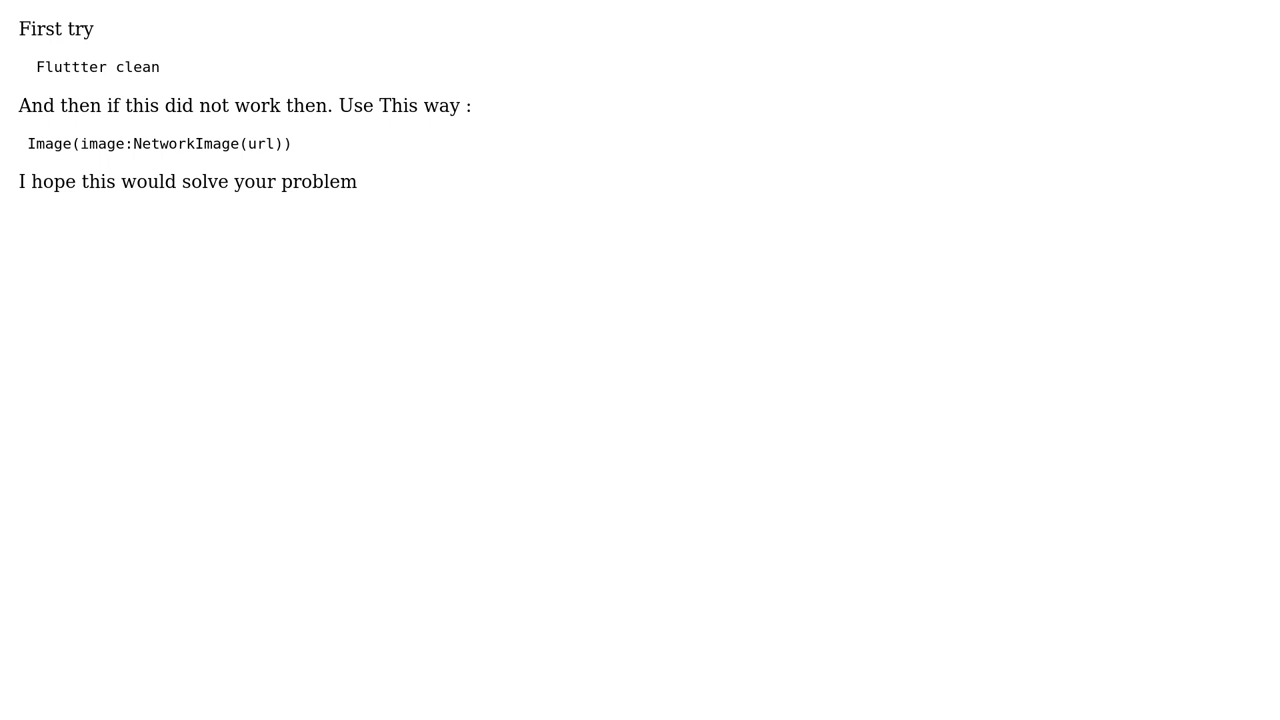 First try
Fluttter clean
And then if this did not work then. Use This way :
Image(image:NetworkImage(url))
I hope this would solve your problem